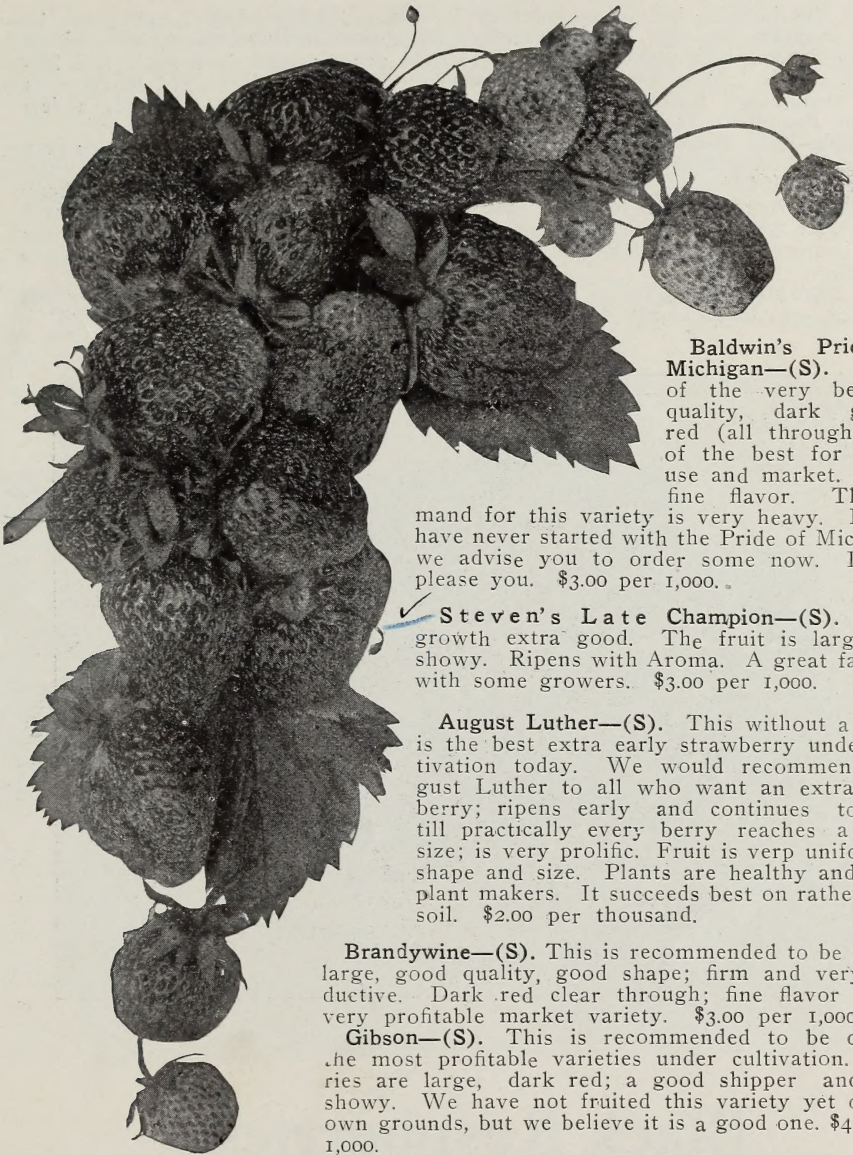 Baldwin's Pri
Michigan—(S).
of the very be
quality, dark g
red (all through
of the best for
use and market.
fine flavor. Th
mand for this variety is very heavy. I
have never started with the Pride of Mic
we advise you to order some now. I
please you. $3.00 per 1,000.
Steven's Late Champion—(S).
growth extra good. The fruit is larg
showy. Ripens with Aroma. A great fa
with some growers. $3.00 per 1,000.
August Luther—(S). This without a
is the best extra early strawberry unde
tivation today. We would recommen
gust Luther to all who want an extra
berry; ripens early and continues to
till practically every berry reaches a
size; is very prolific. Fruit is verp unifo
shape and size. Plants are healthy and
plant makers. It succeeds best on rathe
soil. $2.00 per thousand.
Brandywine—(S). This is recommended to be
large, good quality, good shape; firm and very
ductive. Dark red clear through; fine flavor
very profitable market variety. $3.00 per 1,000
Gibson—(S). This is recommended to be o
the most profitable varieties under cultivation.
ries are large, dark red; a good shipper and
showy. We have not fruited this variety yet o
own grounds, but we believe it is a good one. $4
1,000.